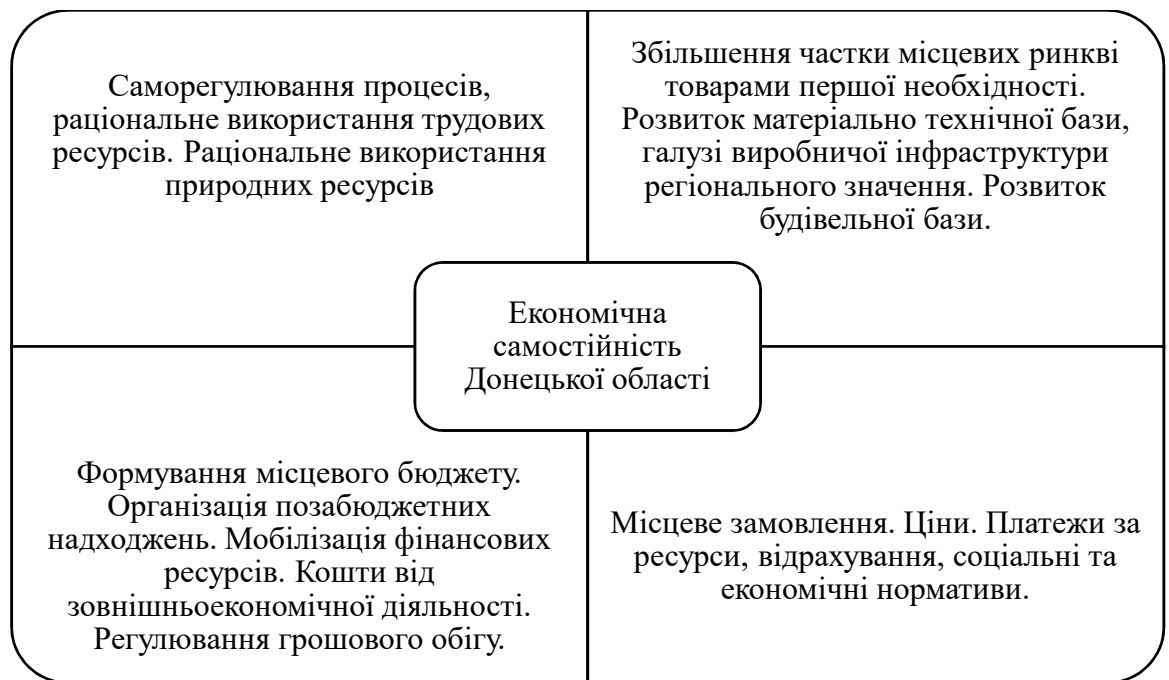 Саморегулювання процесів,
раціональне використання трудових
ресурсів. Раціональне використання
природних ресурсів
Збільшення частки місцевих ринкві
товарами першої необхідності.
Розвиток матеріально технічної бази,
галузі виробничої інфраструктури
регіонального значення. Розвиток
будівельної бази.
Економічна
самостійність
Донецької області
Формування місцевого бюджету.
Організація позабюджетних
надходжень. Мобілізація фінансових
ресурсів. Кошти від
зовнішньоекономічної діяльності.
Регулювання грошового обігу.
Місцеве замовлення. Ціни. Платежи за
ресурси, відрахування, соціальні та
економічні нормативи.